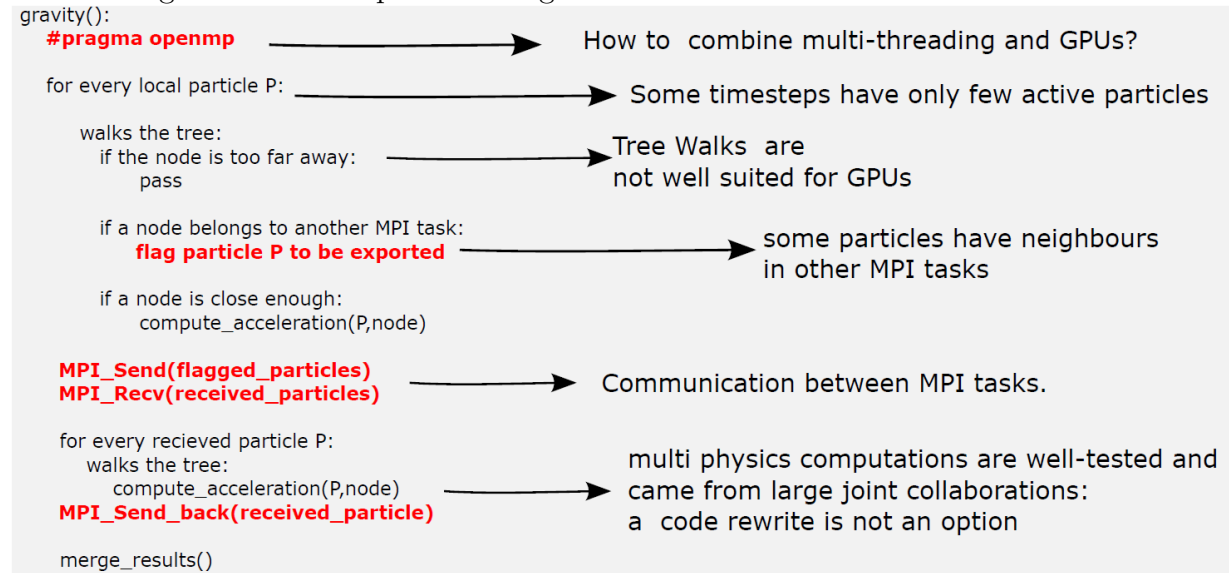 gravity():
#pragma openmp
How to combine multi-threading and GPUs?
for every local particle P:
Some timesteps have only few active particles
walks the tree:
if the node is too far away:
pass
Tree Walks are
not well suited for GPUs
if a node belongs to another MPI task:
flag particle P to be exported
some particles have neighbours
in other MPI tasks
if a node is close enough:
compute_acceleration(P,node)
MPI_Send(flagged_particles)
MPI_Recv(received_particles)
Communication between MPI tasks.
for every recieved particle P:
walks the tree:
compute_acceleration(P,node)
MPI_Send_back(received_particle)
multi physics computations are well-tested and
came from large joint collaborations:
a code rewrite is not an option
merge_results()